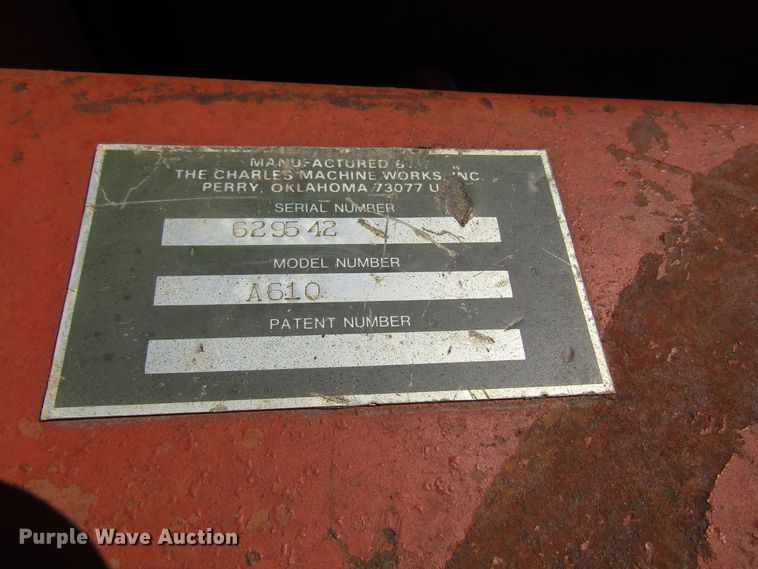 MANUFACTURED BY
THE CHARLES MACHINE WORKS, INC.
PERRY, OKLAHOMA 73077
SERIAL NUMBER
629542
MODEL NUMBER
A610
PATENT NUMBER
Purple Wave Auction